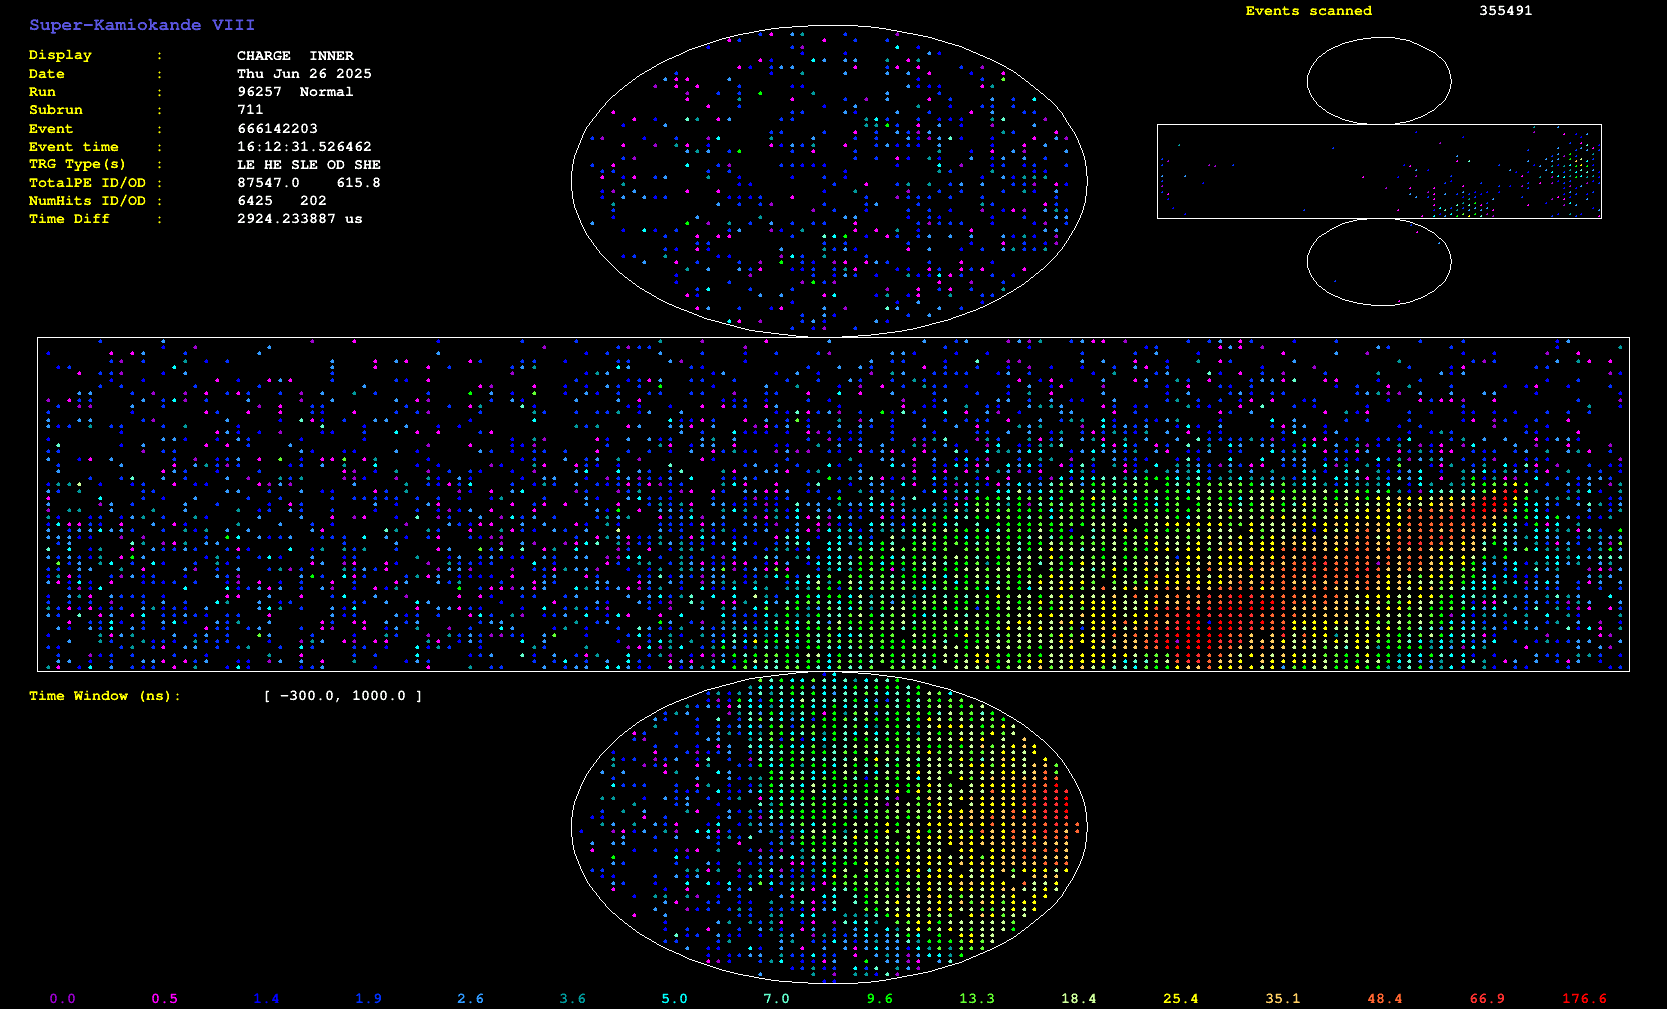 Super-Kamiokande VIII
Events scanned 355491
Display : CHARGE INNER
Date : Thu Jun 26 2025
Run : 96257 Normal
Subrun : 711
Event : 666142203
Event time : 16:12:31.526462
TRG Type(s) : LE HE SLE OD SHE
TotalPE ID/OD : 87547.0 615.8
NumHits ID/OD : 6425 202
Time Diff : 2924.233887 us
Time Window (ns): [ -300.0, 1000.0 ]
0.0 0.5 1.4 1.9 2.6 3.6 5.0 7.0 9.6 13.3 18.4 25.4 35.1 48.4 66.9 176.6